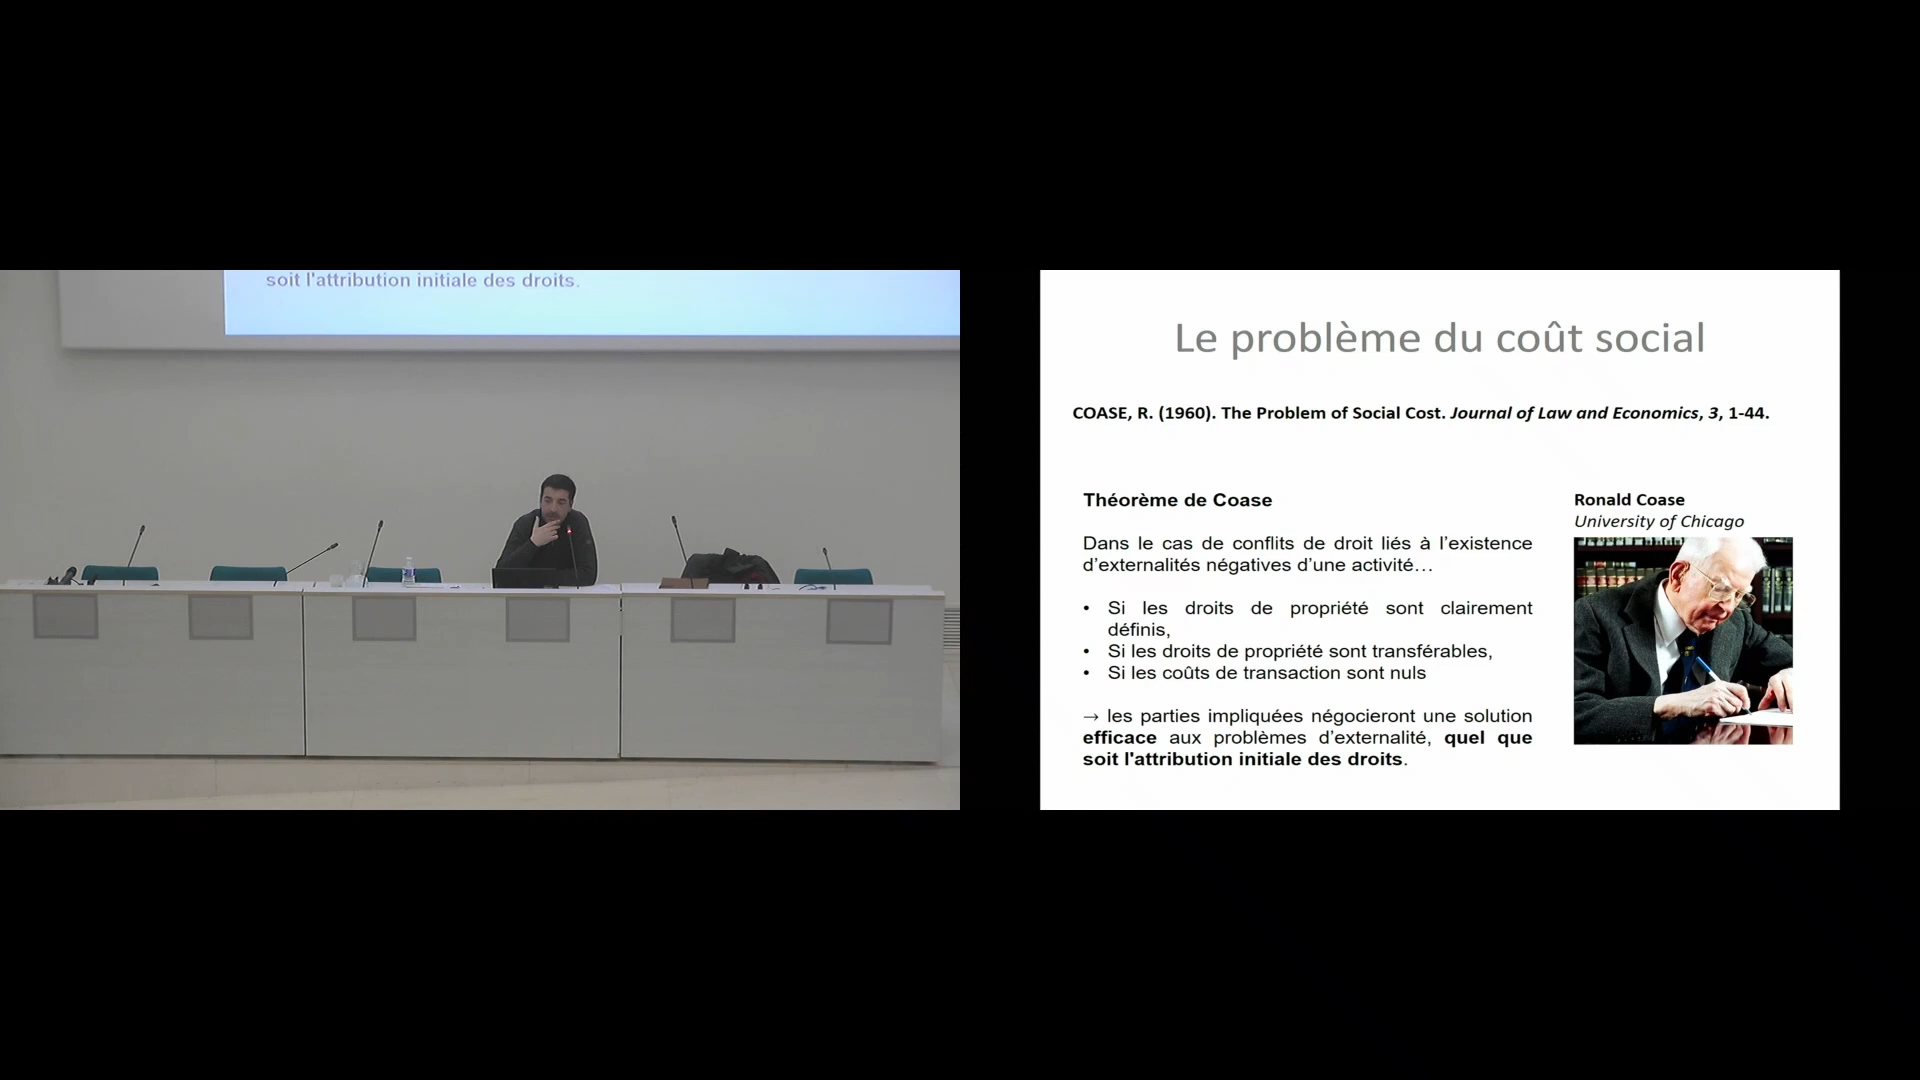 soit l'attribution initiale des droits.
Le problème du coût social
COASE, R. (1960). The Problem of Social Cost. Journal of Law and Economics, 3, 1-44.
Théorème de Coase
Dans le cas de conflits de droit liés à l’existence
d’externalités négatives d’une activité…
• Si les droits de propriété sont clairement
définis,
• Si les droits de propriété sont transférables,
• Si les coûts de transaction sont nuls
→ les parties impliquées négocieront une solution
efficace aux problèmes d’externalité, quel que
soit l'attribution initiale des droits.
Ronald Coase
University of Chicago